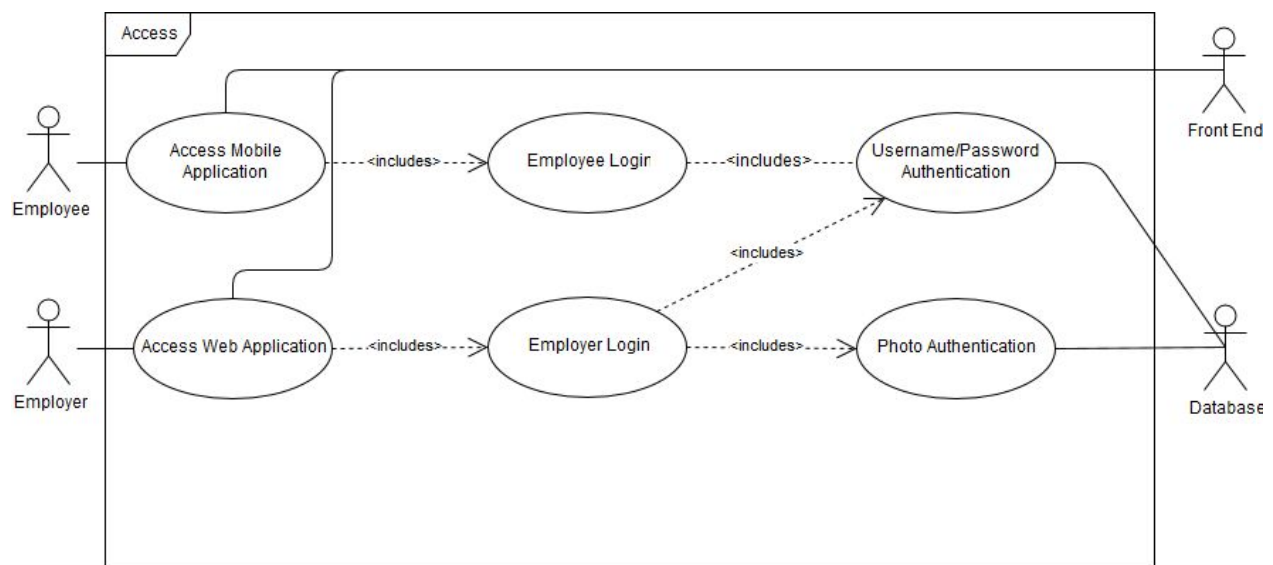 Access
Front End
Access Mobile
Application
<includes>
Employee Login
<includes>
Username/Password
Authentication
Employee
<includes>
Access Web Application
<includes>
Employer Login
<includes>
Photo Authentication
Employer
Database